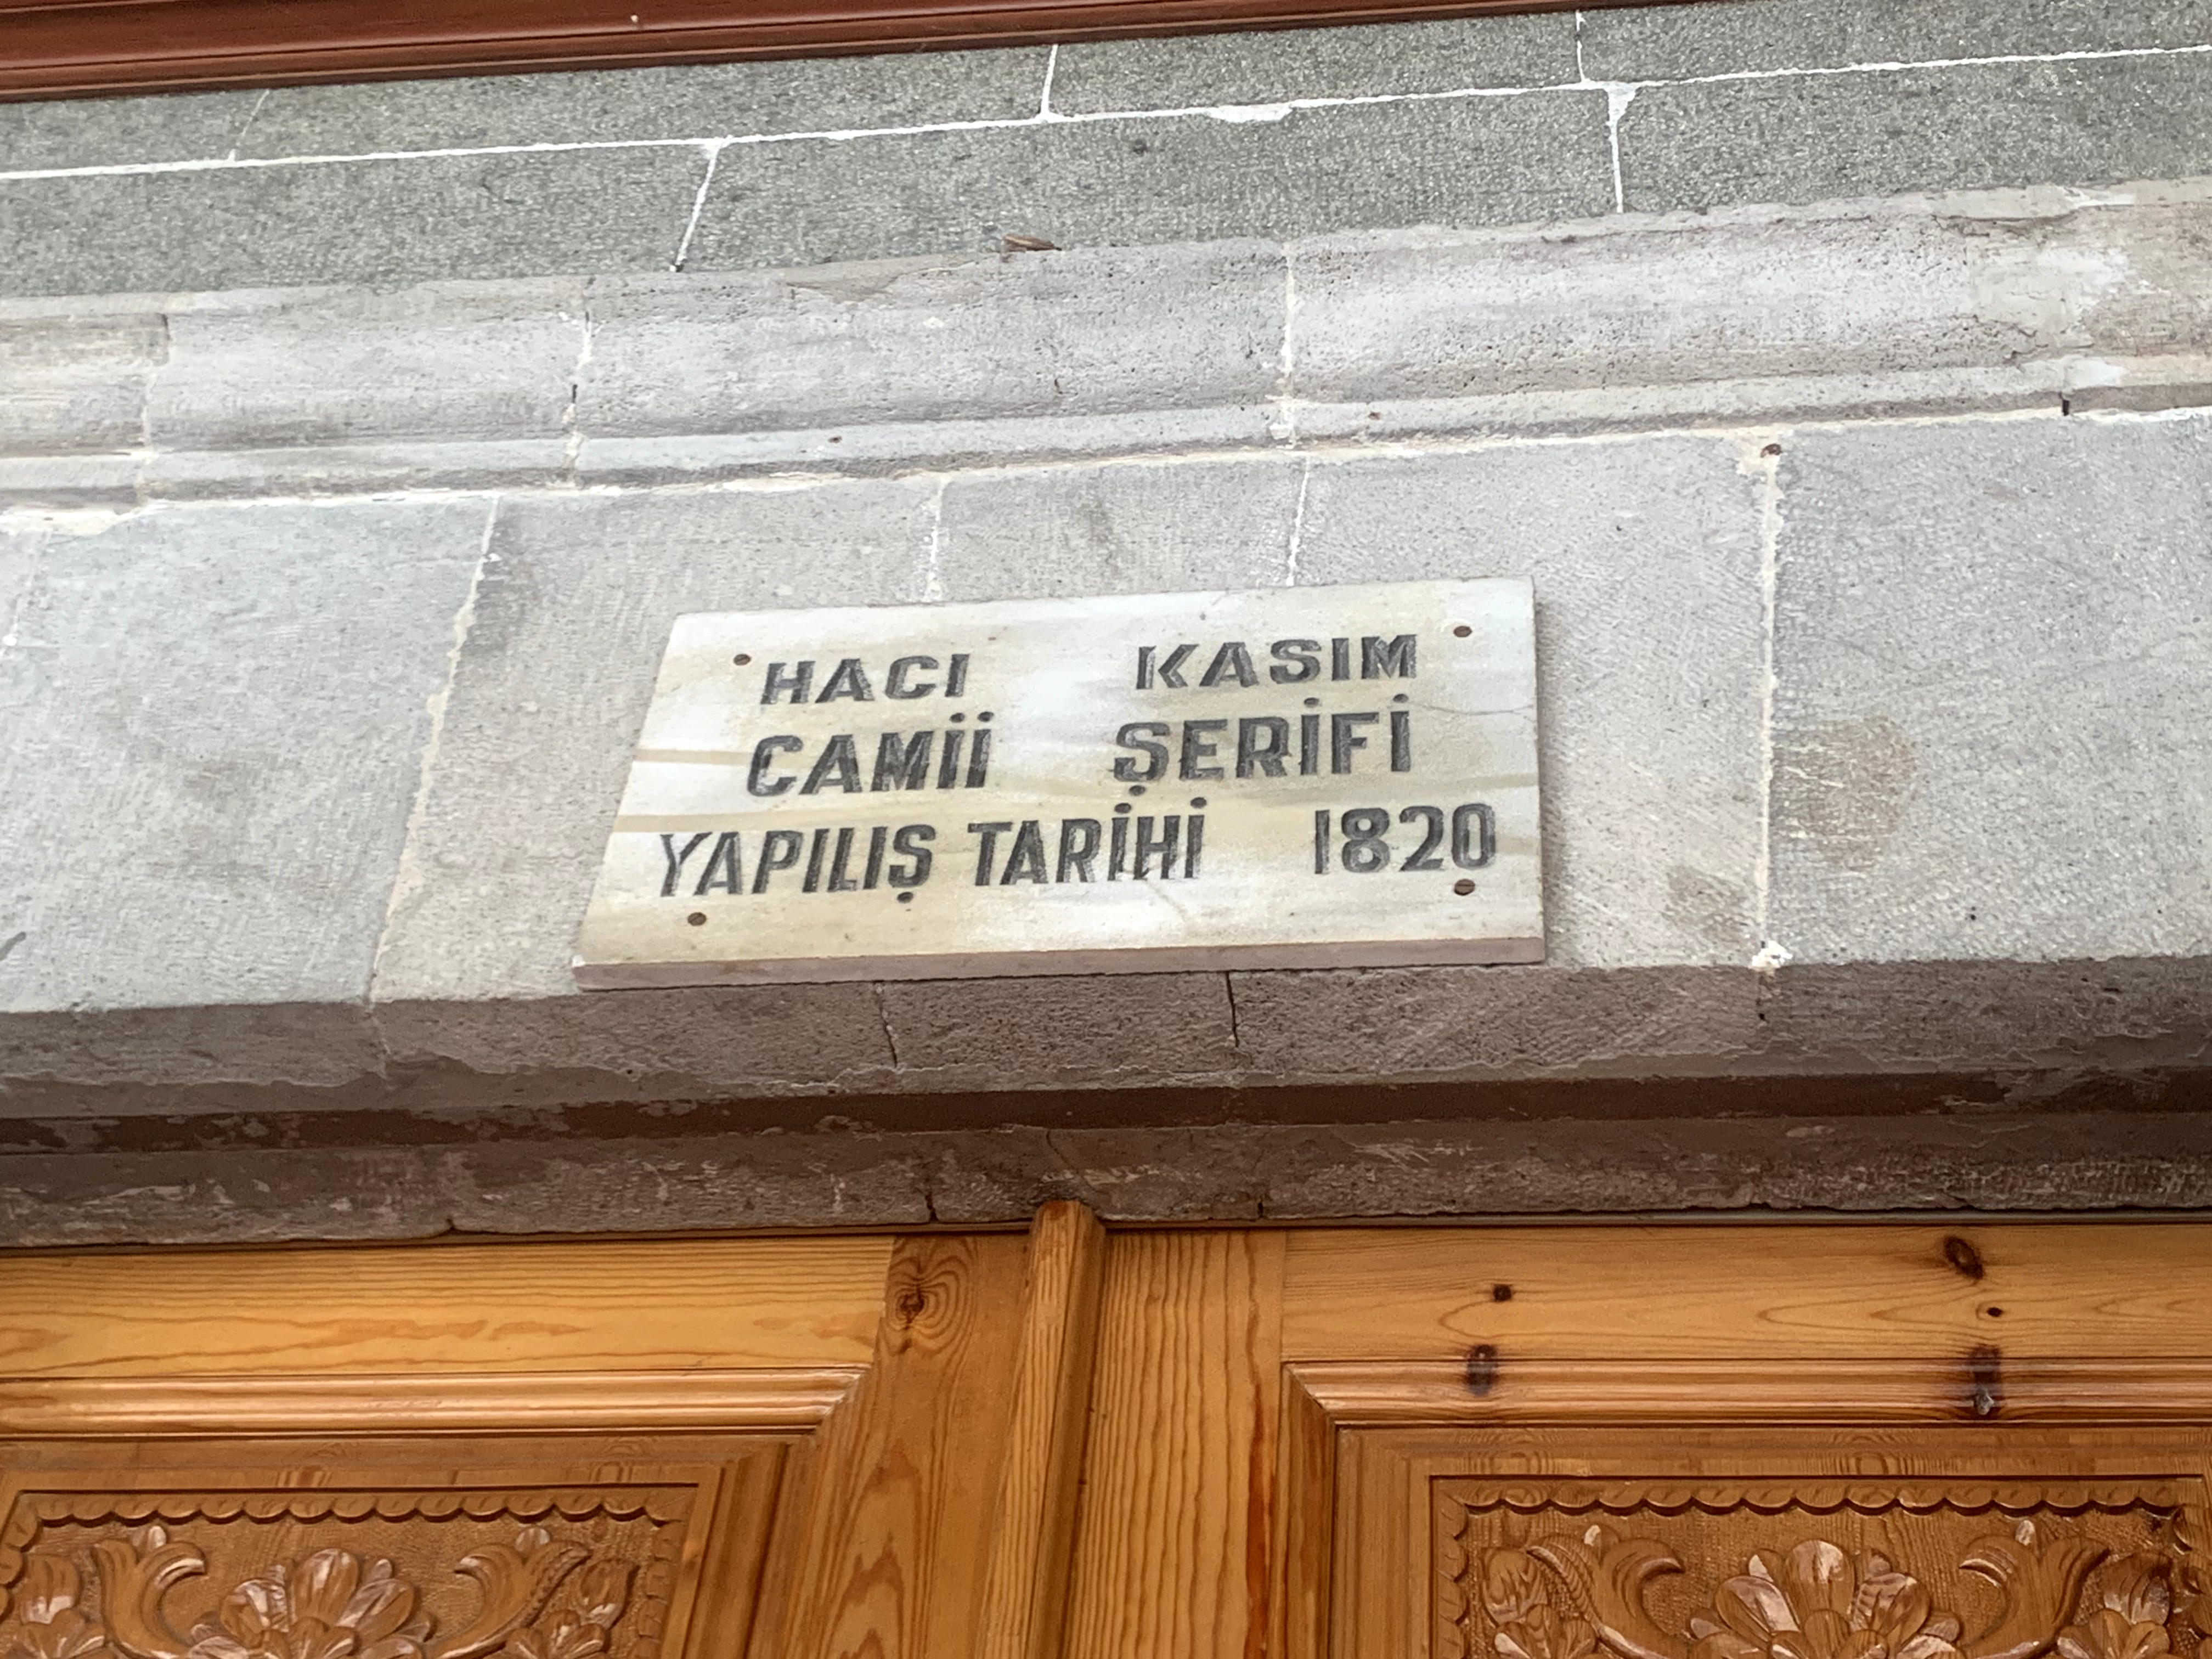 HACI KASIM
CAMİİ ŞERİFİ
YAPILIŞ TARİHİ 1820